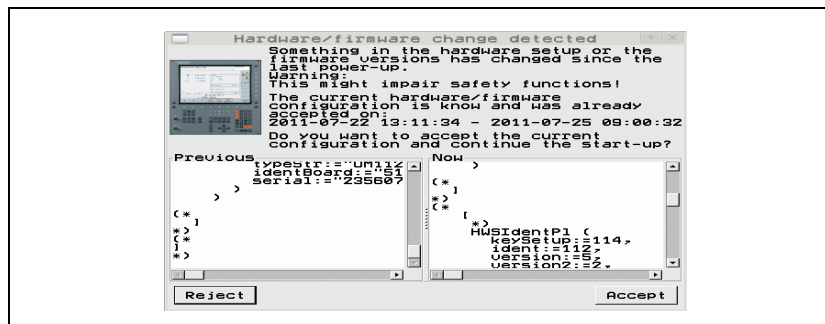 Hardware/firmware change detected
Something in the hardware setup or the
firmware versions has changed since the
last power-up.
Warning:
This might impair safety functions!
The current hardware/firmware
configuration is know and was already
accepted on:
2011-07-22 13:11:34 - 2011-07-25 09:00:32
Do you want to accept the current
configuration and continue the start-up?
Previous
typeStr:="UM112
identBoard:="51
serial:="235607
)
)
(*
]
*)
(*
]
*)
Now
)
(*
]
*)
(*
[
*)
HWSIdentPl (
keySetup:=114,
ident:=112,
version:=5,
version2:=2,
Reject
Accept